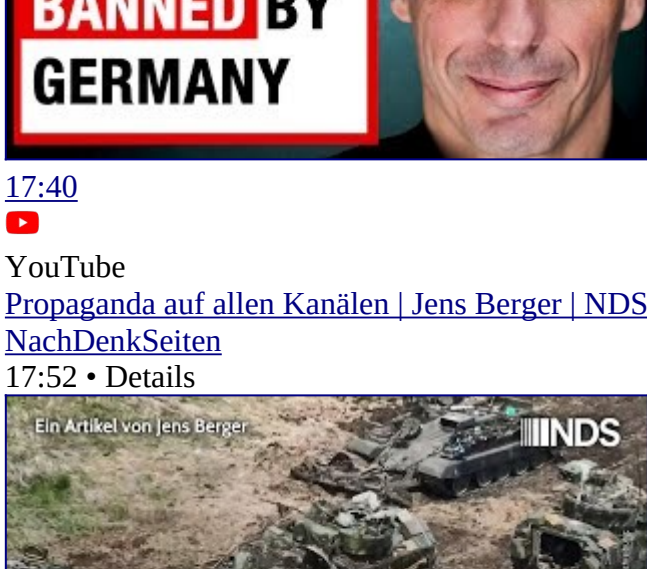 BANNED BY
GERMANY
17:40
YouTube
Propaganda auf allen Kanälen | Jens Berger | NDS
NachDenkSeiten
17:52 • Details
Ein Artikel von Jens Berger
NDS